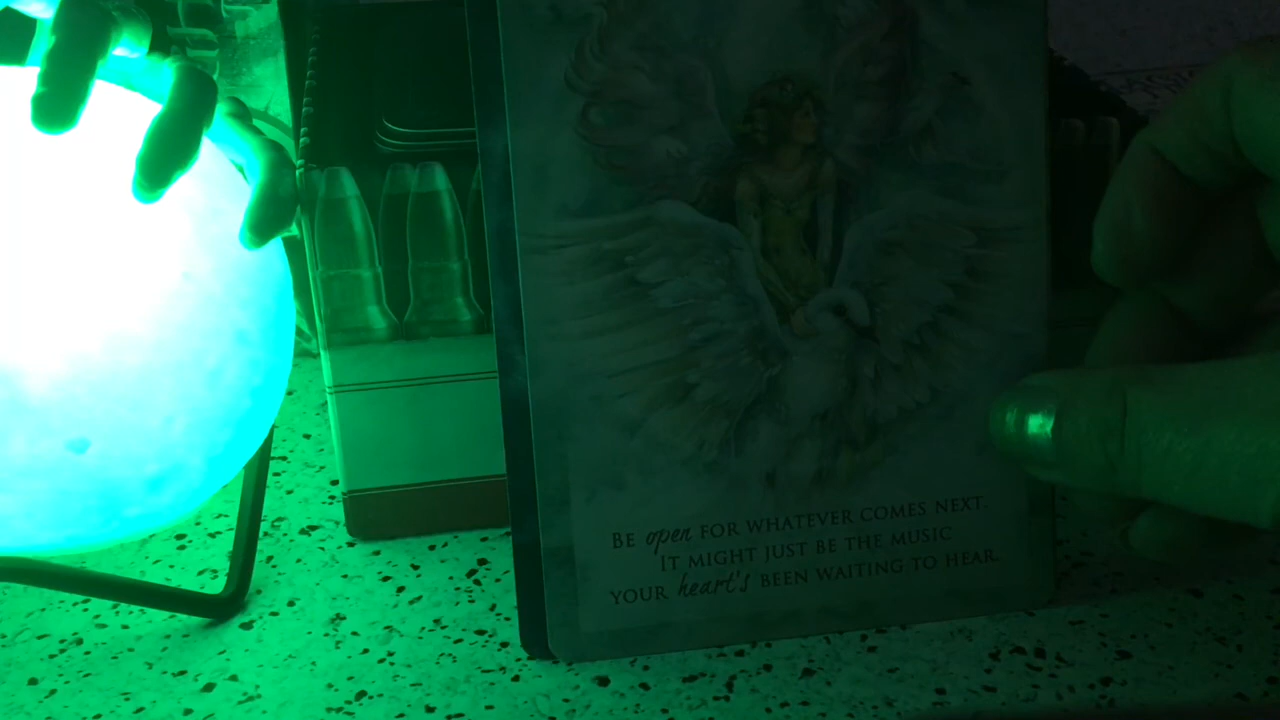 BE open FOR WHATEVER COMES NEXT.
IT MIGHT JUST BE THE MUSIC
YOUR heart's BEEN WAITING TO HEAR.